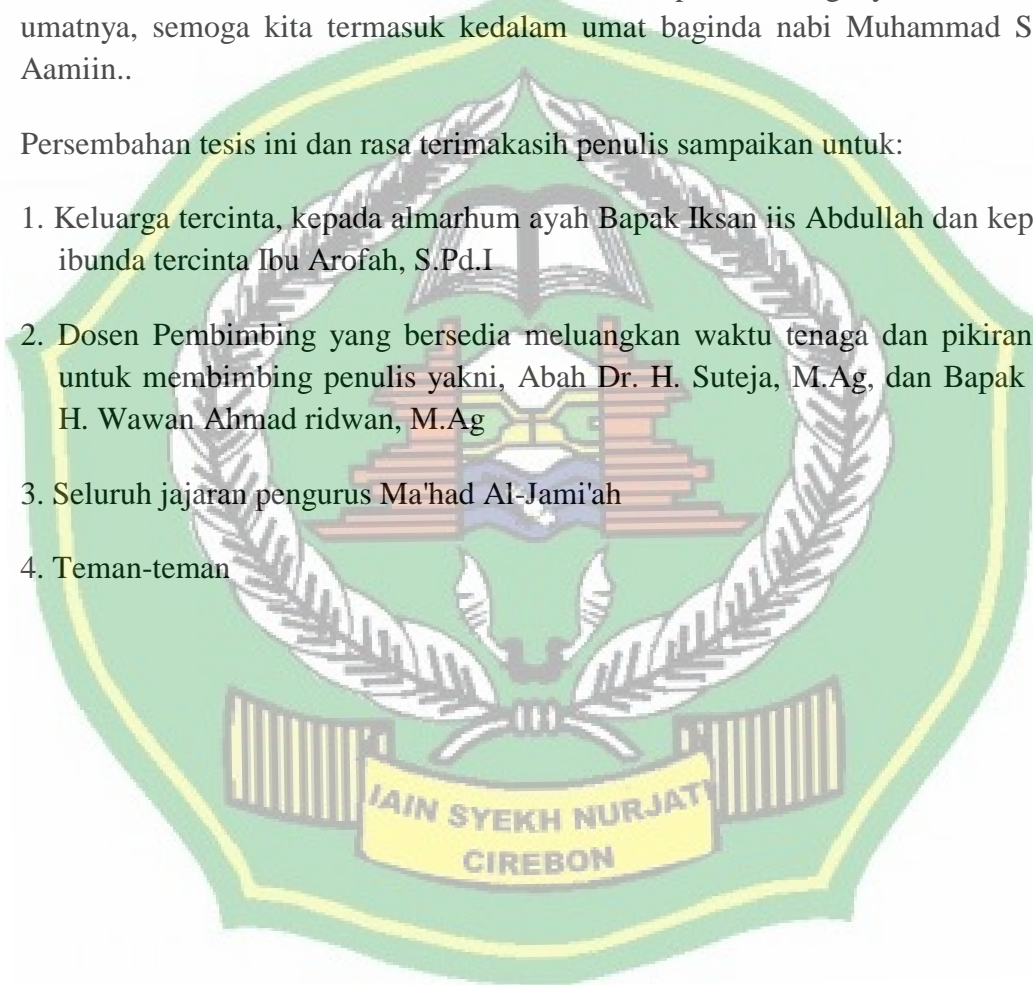 umatnya, semoga kita termasuk kedalam umat baginda nabi Muhammad S
Aamiin..
Persembahan tesis ini dan rasa terimakasih penulis sampaikan untuk:
1. Keluarga tercinta, kepada almarhum ayah Bapak Iksan iis Abdullah dan kep
ibunda tercinta Ibu Arofah, S.Pd.I
2. Dosen Pembimbing yang bersedia meluangkan waktu tenaga dan pikiran
untuk membimbing penulis yakni, Abah Dr. H. Suteja, M.Ag, dan Bapak
H. Wawan Ahmad ridwan, M.Ag
3. Seluruh jajaran pengurus Ma'had Al-Jami'ah
4. Teman-teman
IAIN SYEKH NURJATI
CIREBON